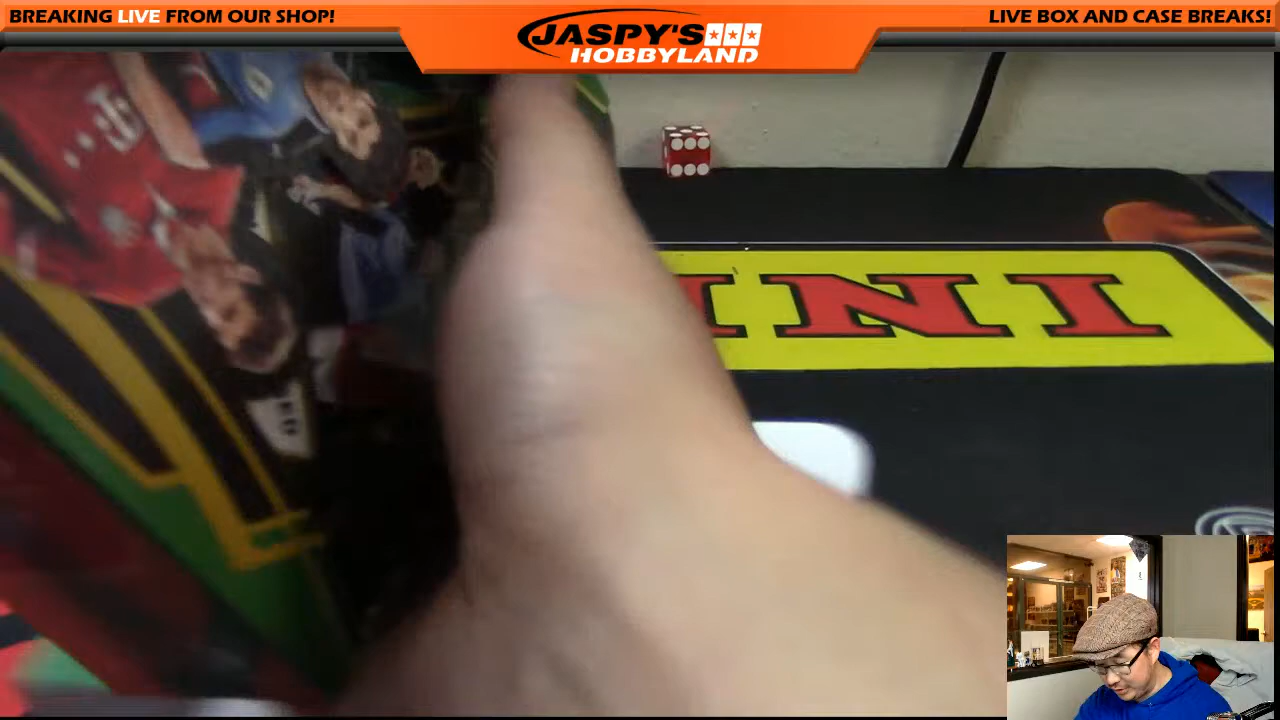 BREAKING LIVE FROM OUR SHOP!
JASPY'S
HOBBYLAND
LIVE BOX AND CASE BREAKS!
INI